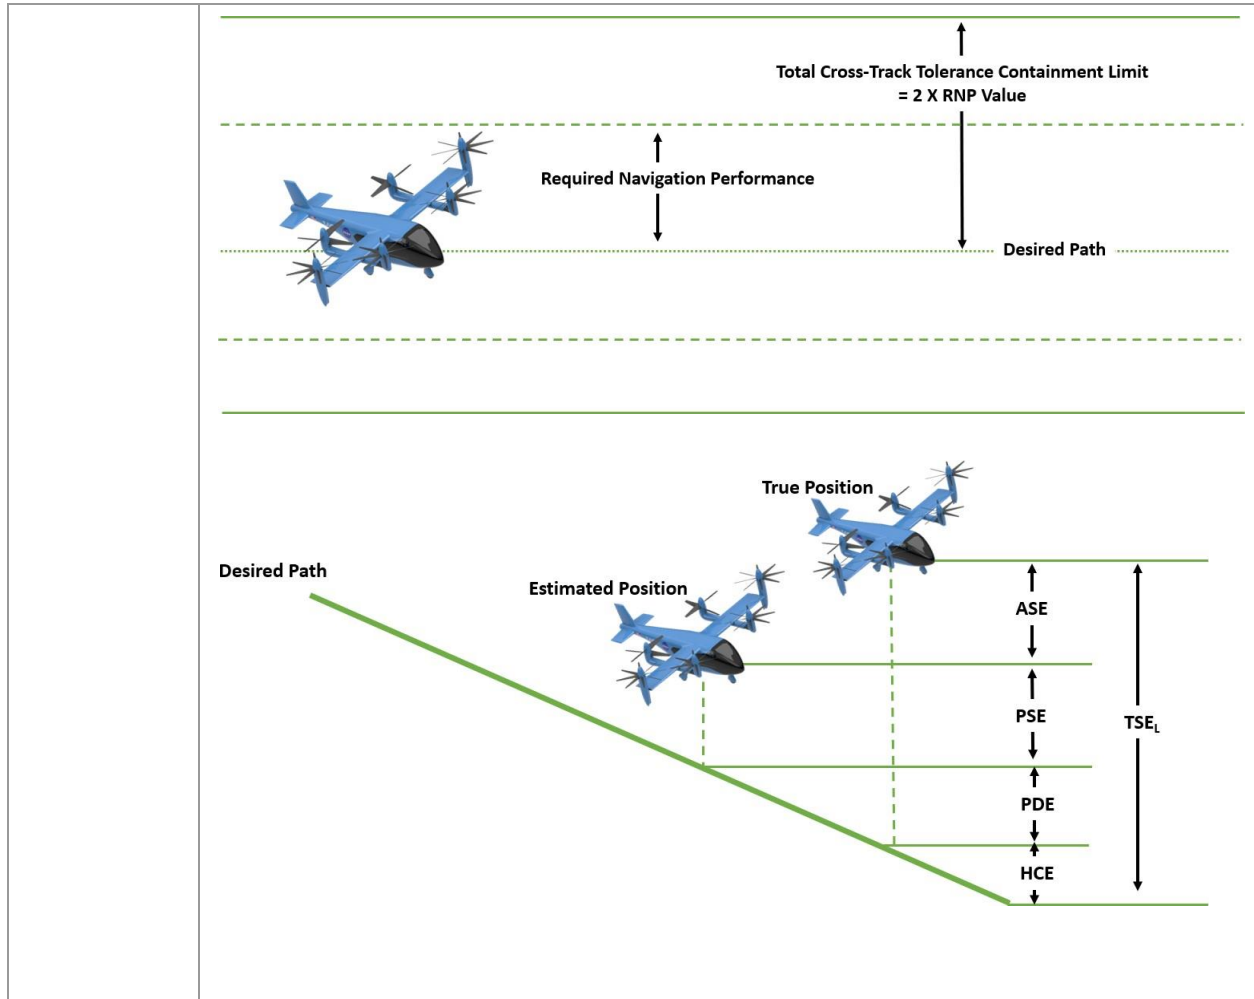 Total Cross-Track Tolerance Containment Limit
= 2 X RNP Value
Required Navigation Performance
Desired Path
True Position
Desired Path
Estimated Position
ASE
PSE
TSEL
PDE
HCE